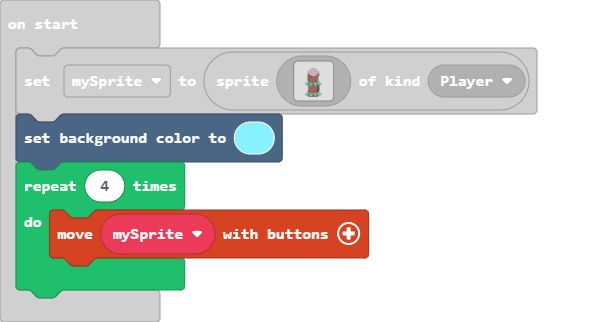 on start
set mySprite to sprite of kind Player
set background color to
repeat 4 times
do
move mySprite with buttons